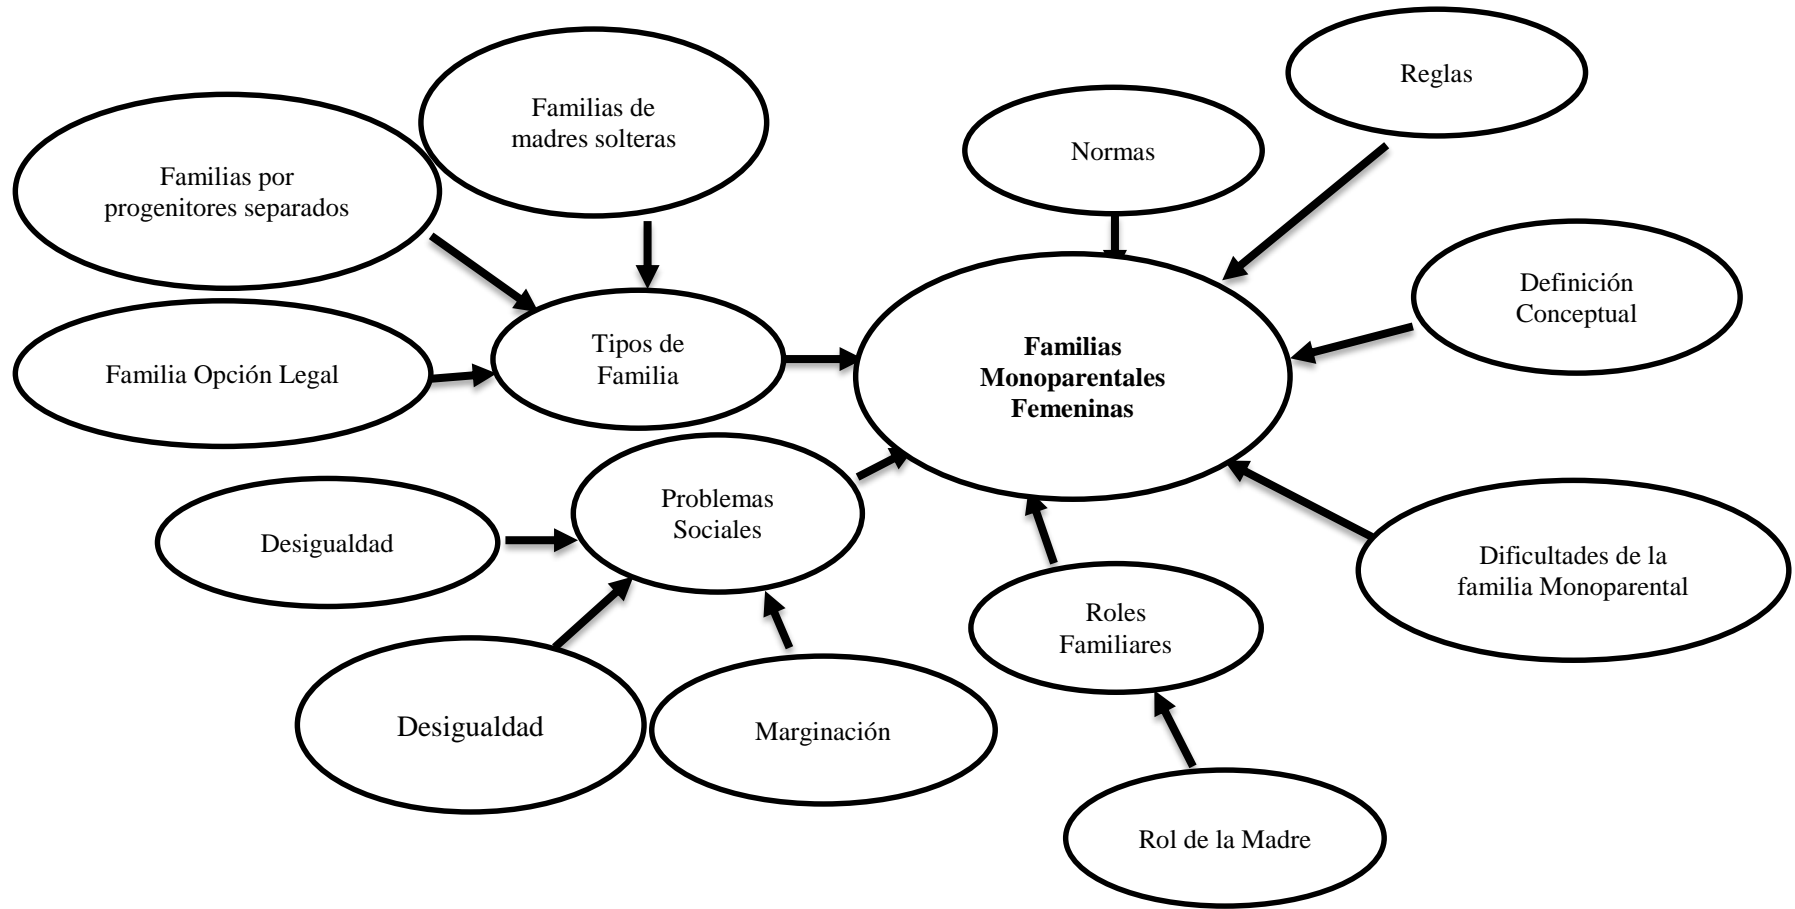 Reglas
Familias de
madres solteras
Normas
Familias por
progenitores separados
Definición
Conceptual
Tipos de
Familia
Familias
Monoparentales
Femeninas
Familia Opción Legal
Problemas
Sociales
Desigualdad
Dificultades de la
familia Monoparental
Roles
Familiares
Desigualdad
Marginación
Rol de la Madre